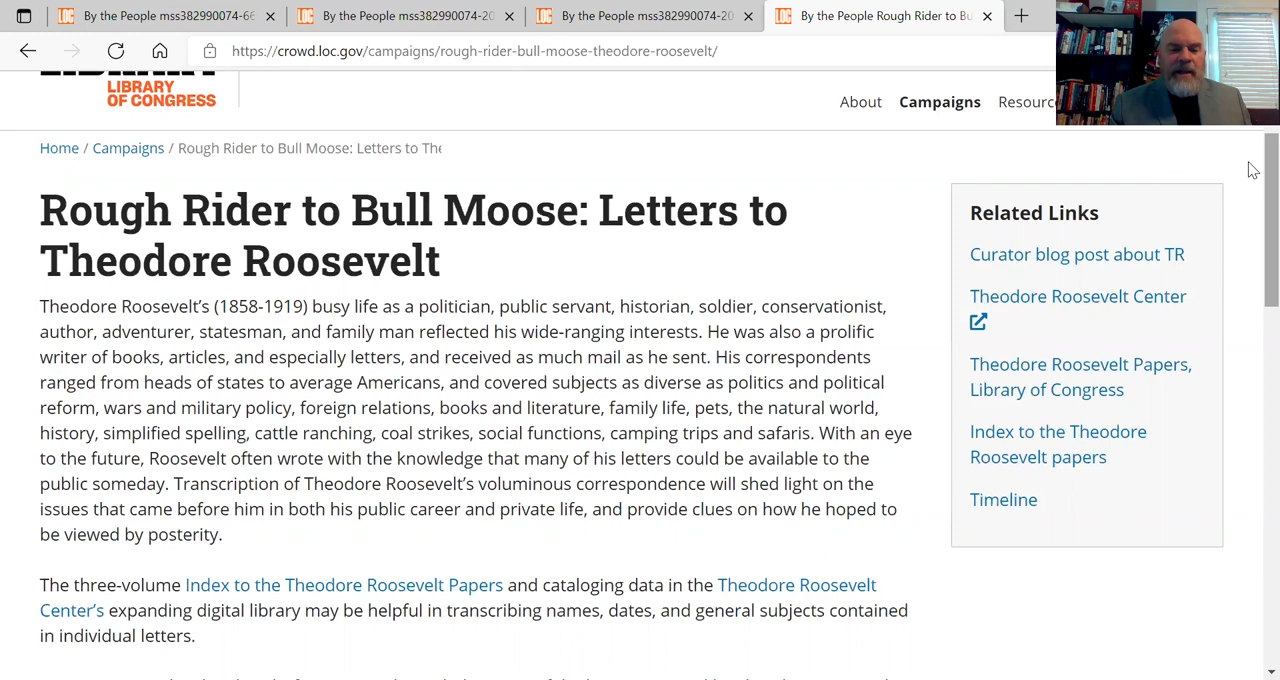 By the People mss382990074-66
By the People mss382990074-20
By the People mss382990074-20
By the People Rough Rider to Bu
https://crowd.loc.gov/campaigns/rough-rider-bull-moose-theodore-roosevelt/
LIBRARY
OF CONGRESS
About Campaigns Resourc
Home / Campaigns / Rough Rider to Bull Moose: Letters to The
Rough Rider to Bull Moose: Letters to
Theodore Roosevelt
Theodore Roosevelt’s (1858-1919) busy life as a politician, public servant, historian, soldier, conservationist,
author, adventurer, statesman, and family man reflected his wide-ranging interests. He was also a prolific
writer of books, articles, and especially letters, and received as much mail as he sent. His correspondents
ranged from heads of states to average Americans, and covered subjects as diverse as politics and political
reform, wars and military policy, foreign relations, books and literature, family life, pets, the natural world,
history, simplified spelling, cattle ranching, coal strikes, social functions, camping trips and safaris. With an eye
to the future, Roosevelt often wrote with the knowledge that many of his letters could be available to the
public someday. Transcription of Theodore Roosevelt’s voluminous correspondence will shed light on the
issues that came before him in both his public career and private life, and provide clues on how he hoped to
be viewed by posterity.
The three-volume Index to the Theodore Roosevelt Papers and cataloging data in the Theodore Roosevelt
Center’s expanding digital library may be helpful in transcribing names, dates, and general subjects contained
in individual letters.
Related Links
Curator blog post about TR
Theodore Roosevelt Center
Theodore Roosevelt Papers,
Library of Congress
Index to the Theodore
Roosevelt papers
Timeline